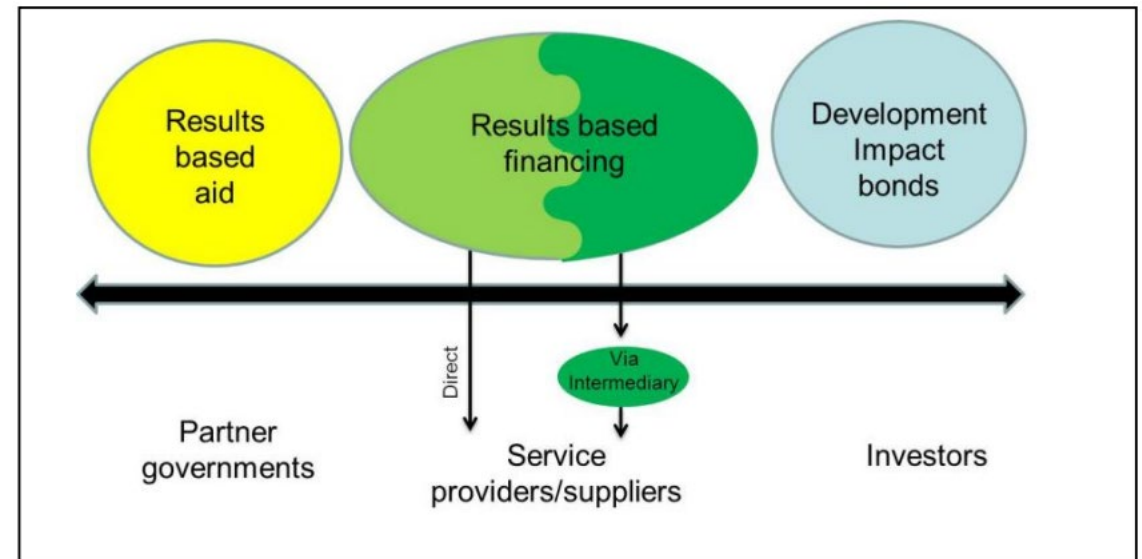 Results
based
aid
Results based
financing
Development
Impact
bonds
Direct
Via
Intermediary
Partner
governments
Service
providers/suppliers
Investors